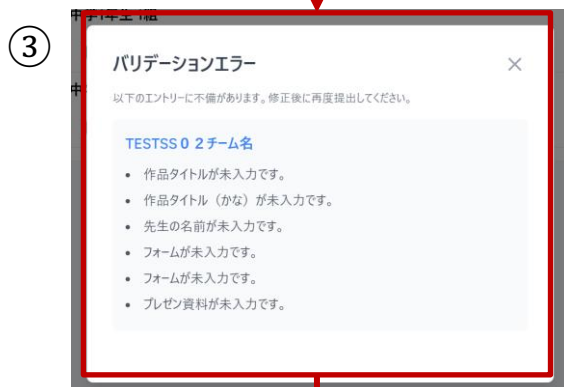 中学1年生 1組
③
バリデーションエラー
×
中
以下のエントリーに不備があります。修正後に再度提出してください。
TESTSS０２チーム名
• 作品タイトルが未入力です。
• 作品タイトル（かな）が未入力です。
• 先生の名前が未入力です。
• フォームが未入力です。
• フォームが未入力です。
• プレゼン資料が未入力です。